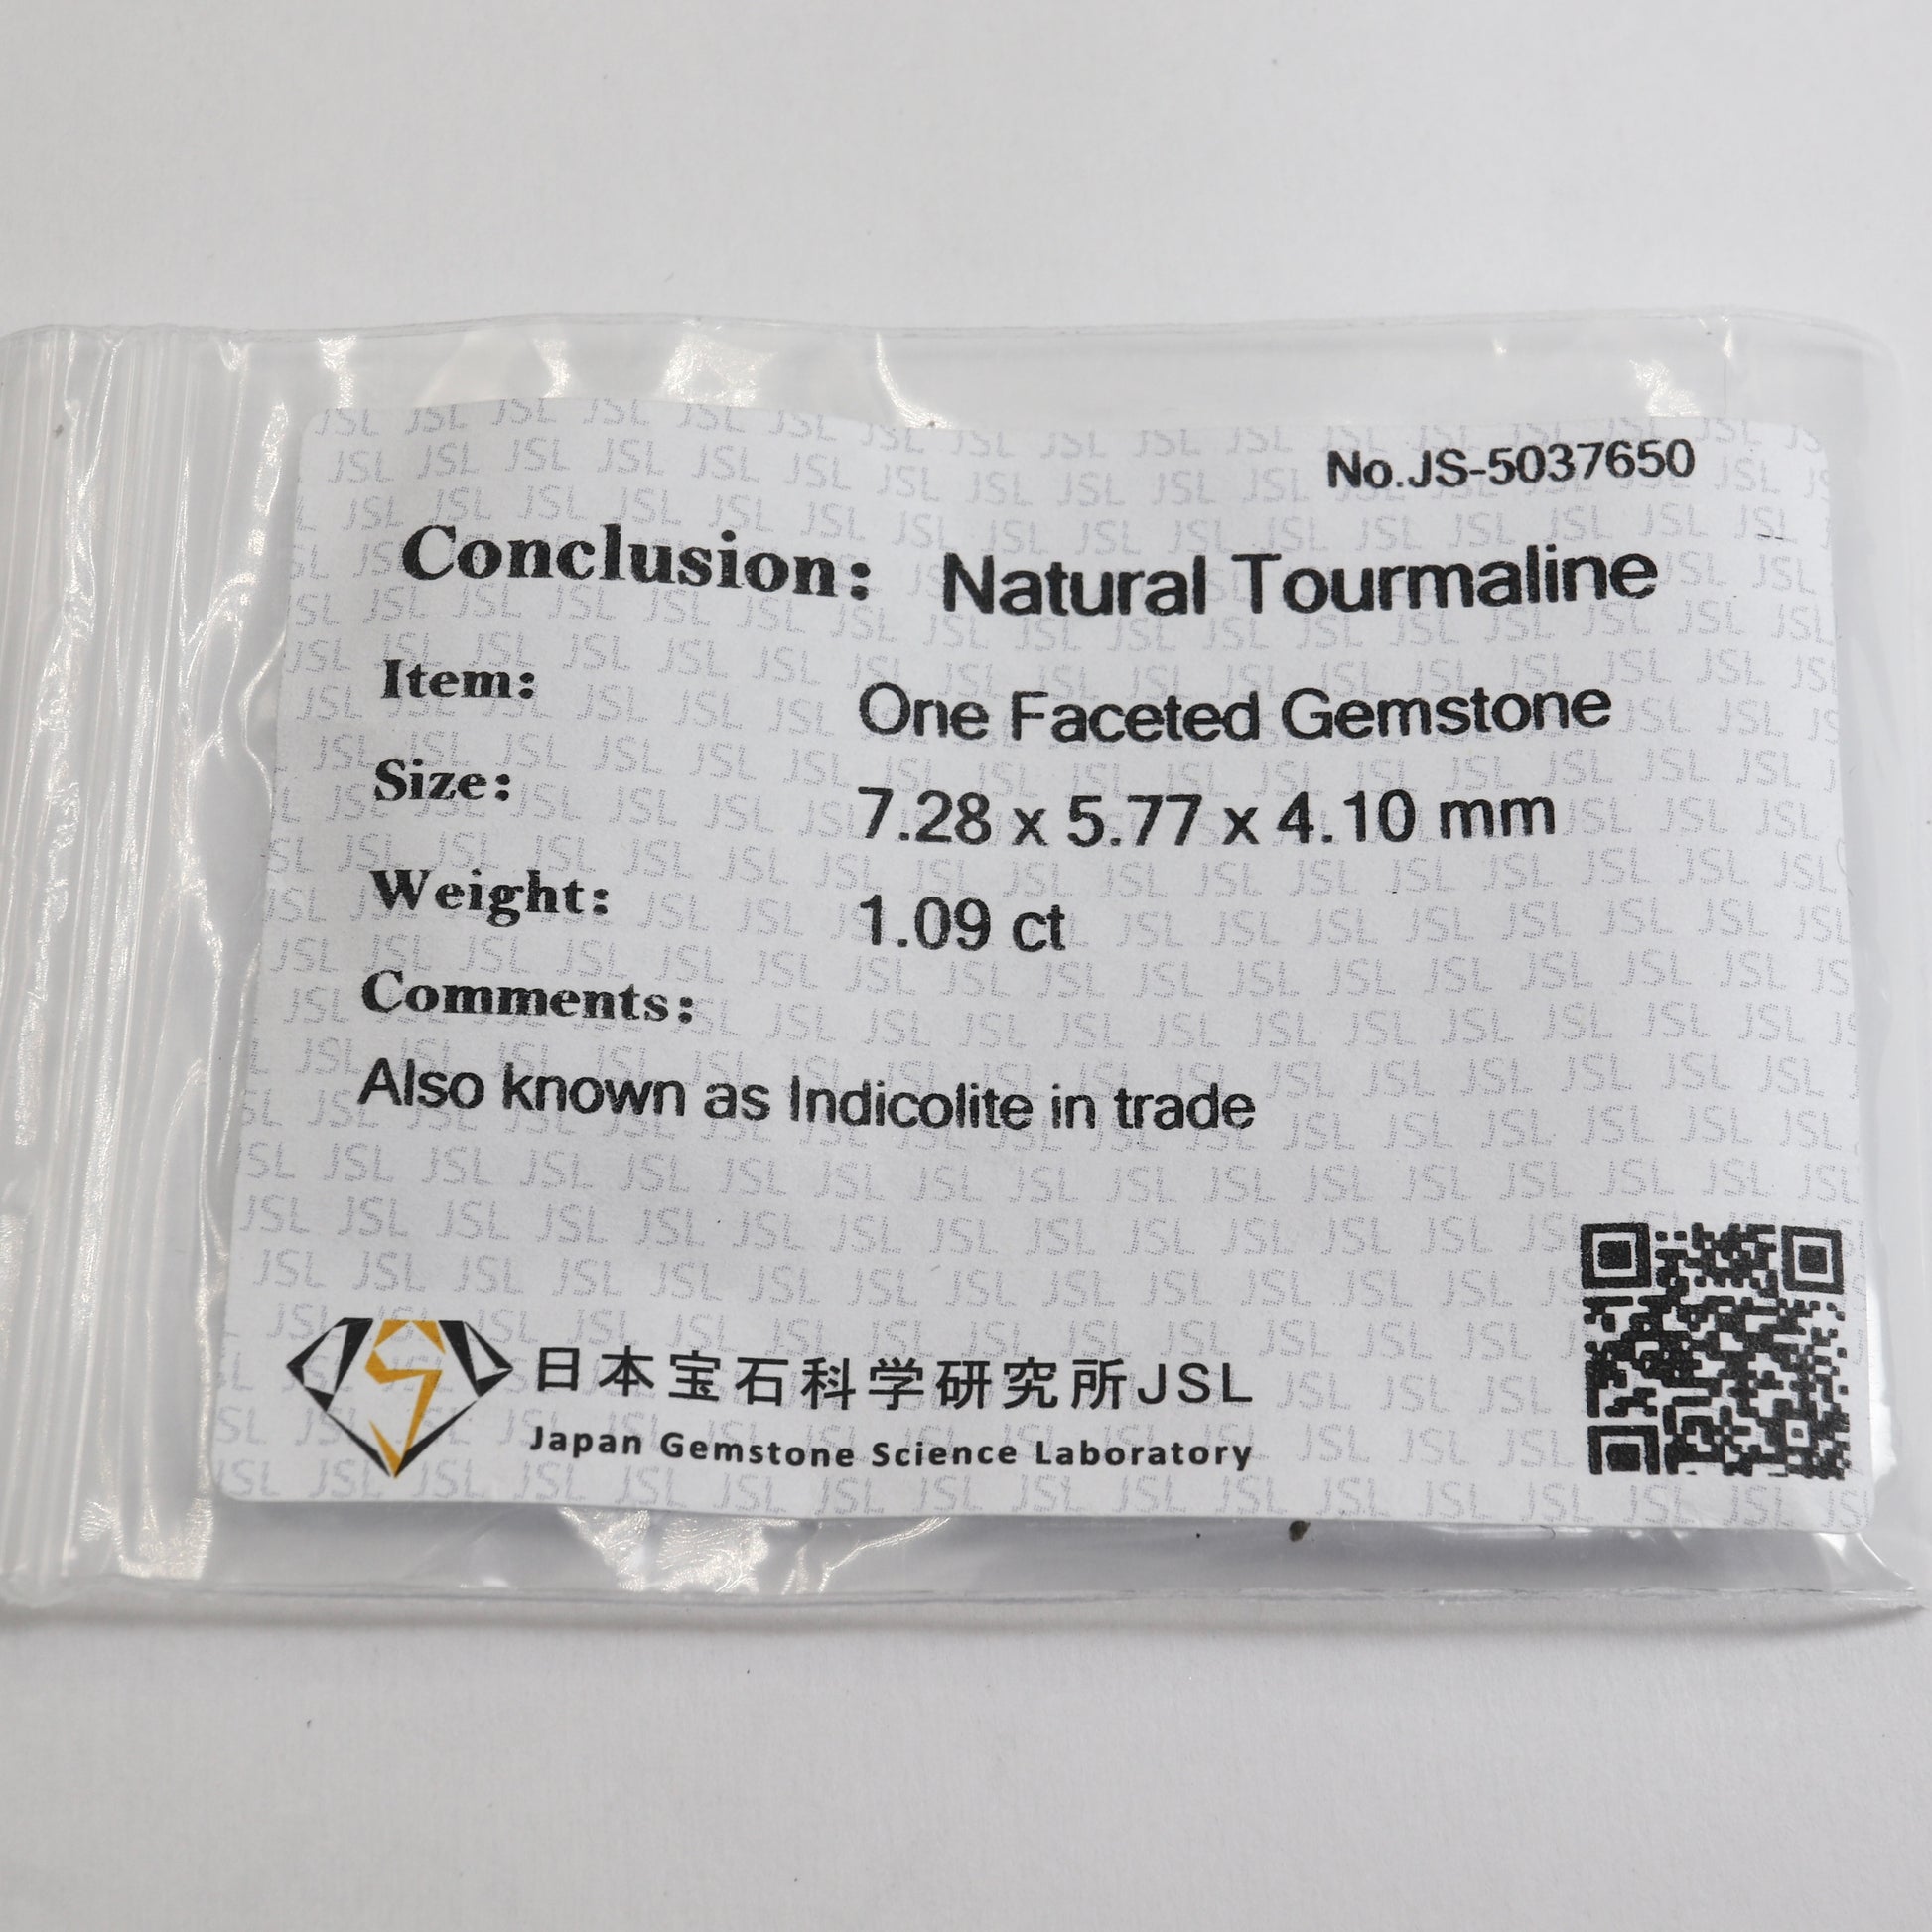 No.JS-5037650
Conclusion: Natural Tourmaline
Item: One Faceted Gemstone
Size: 7.28 x 5.77 x 4.10 mm
Weight: 1.09 ct
Comments:
Also known as Indicolite in trade
日本宝石科学研究所JSL
Japan Gemstone Science Laboratory